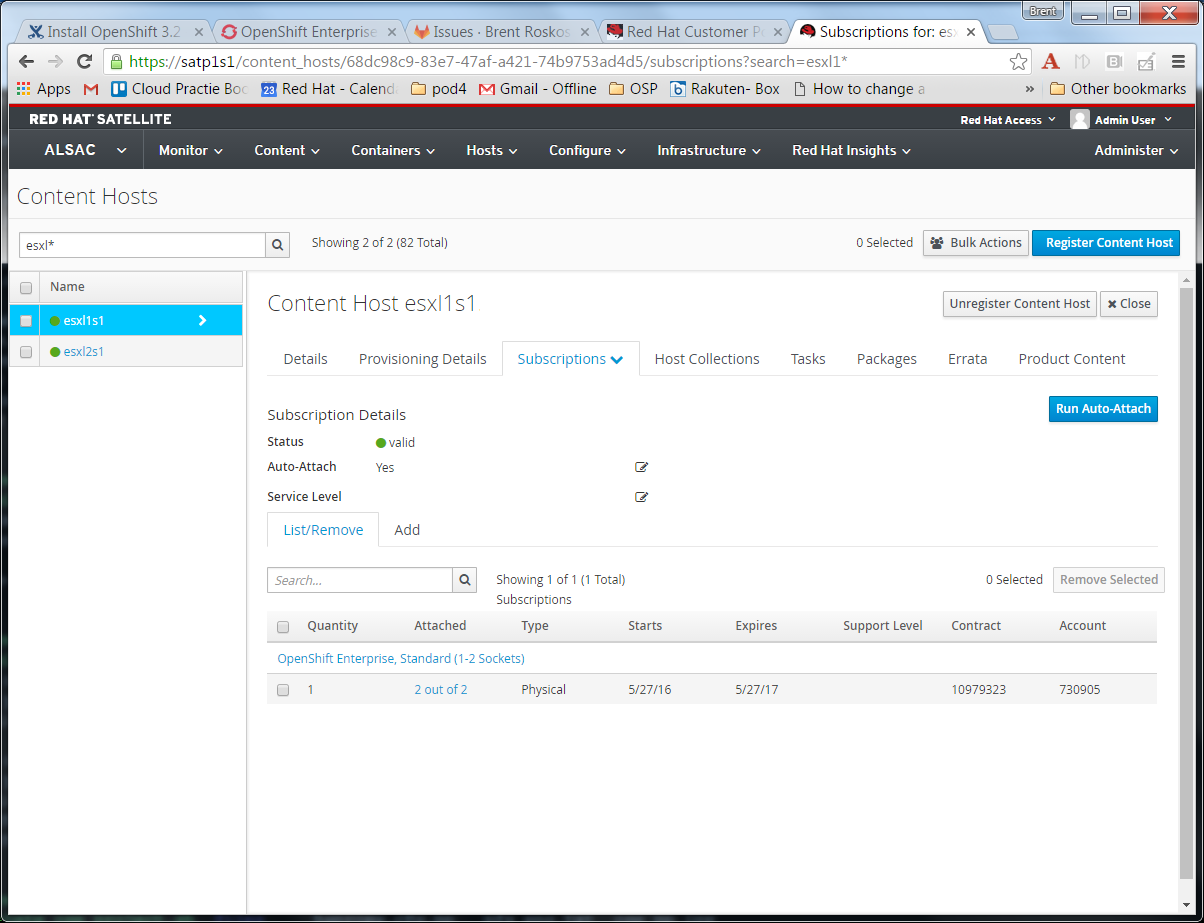 Brent
Install OpenShift 3.2
OpenShift Enterprise
Issues · Brent Roskos
Red Hat Customer Po
Subscriptions for: esx
https://satp1s1/content_hosts/68dc98c9-83e7-47af-a421-74b9753ad4d5/subscriptions?search=esxl*
Apps
Cloud Practie Boo
23 Red Hat - Calenda
pod4
Gmail - Offline
OSP
Rakuten- Box
How to change a
»
Other bookmarks
RED HAT SATELLITE
Red Hat Access
Admin User
ALSAC
Monitor
Content
Containers
Hosts
Configure
Infrastructure
Red Hat Insights
Administer
Content Hosts
esxl*
Showing 2 of 2 (82 Total)
0 Selected
Bulk Actions
Register Content Host
Name
esxl1s1
esxl2s1
Content Host esxl1s1
Unregister Content Host
Close
Details
Provisioning Details
Subscriptions
Host Collections
Tasks
Packages
Errata
Product Content
Subscription Details
Run Auto-Attach
Status valid
Auto-Attach Yes
Service Level
List/Remove
Add
Search...
Showing 1 of 1 (1 Total)
Subscriptions
0 Selected
Remove Selected
Quantity Attached Type Starts Expires Support Level Contract Account
OpenShift Enterprise, Standard (1-2 Sockets)
1 2 out of 2 Physical 5/27/16 5/27/17 10979323 730905